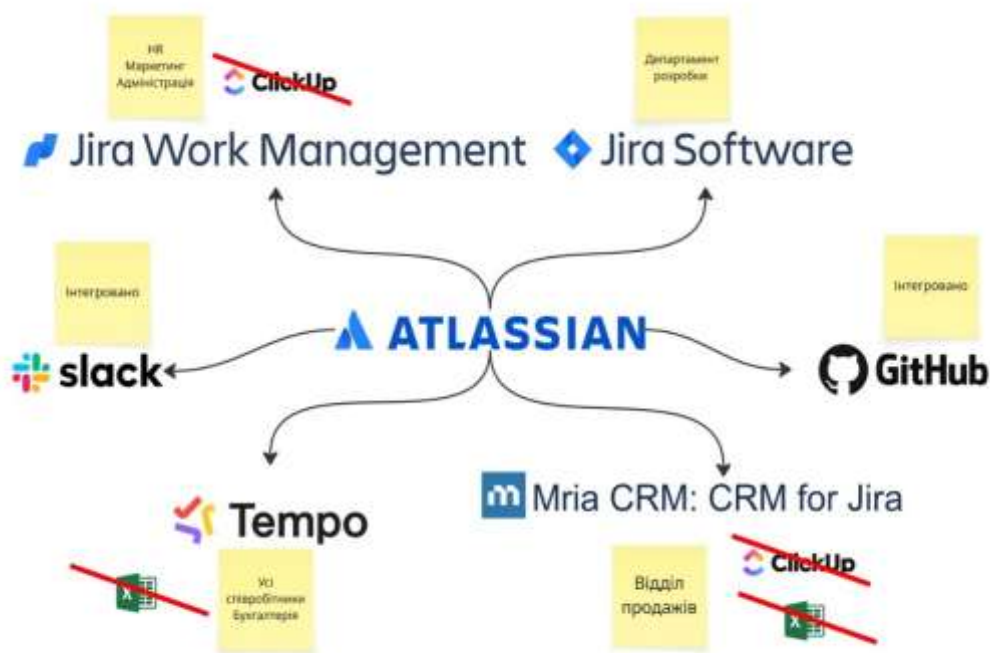 HR
Маркетинг
Адміністрація
ClickUp
Департамент
розробки
Jira Work Management
Jira Software
Інтегровано
Інтегровано
ATLASSIAN
slack
GitHub
Tempo
m Mria CRM: CRM for Jira
X
Усі
співробітники
Бухгалтерія
Відділ
продажів
ClickUp
X